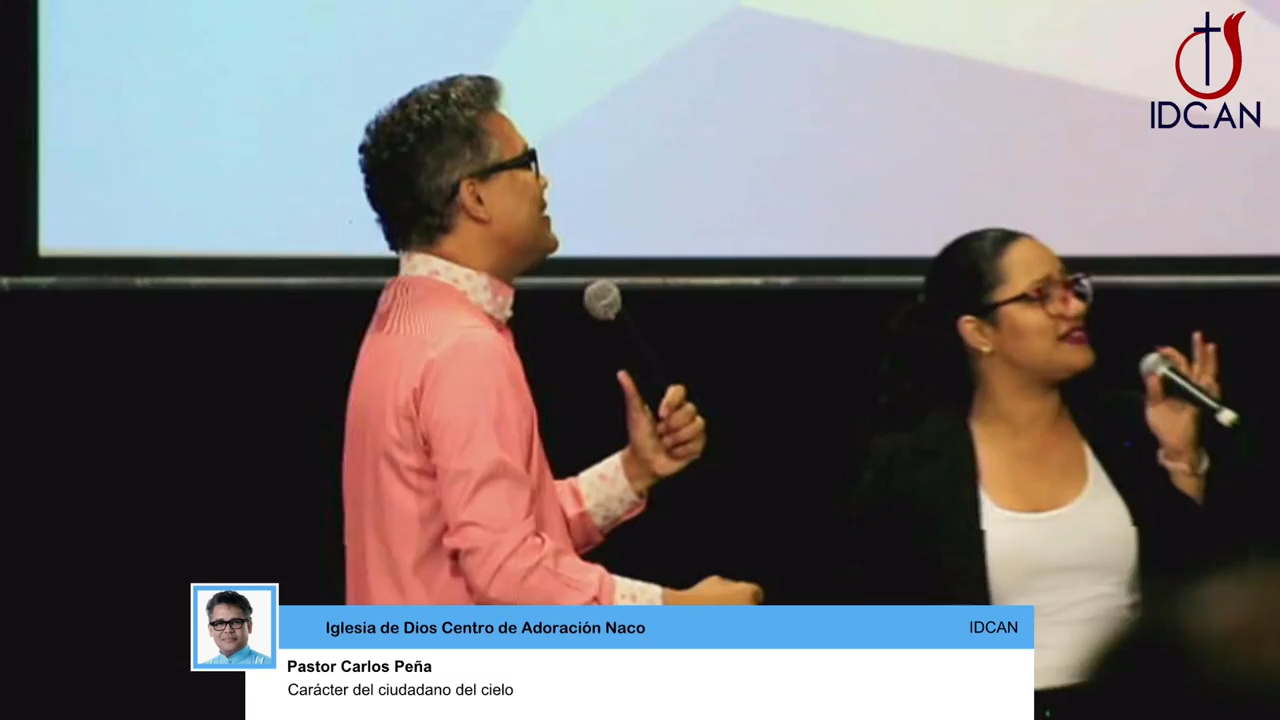 IDCAN
Iglesia de Dios Centro de Adoración Naco
IDCAN
Pastor Carlos Peña
Carácter del ciudadano del cielo